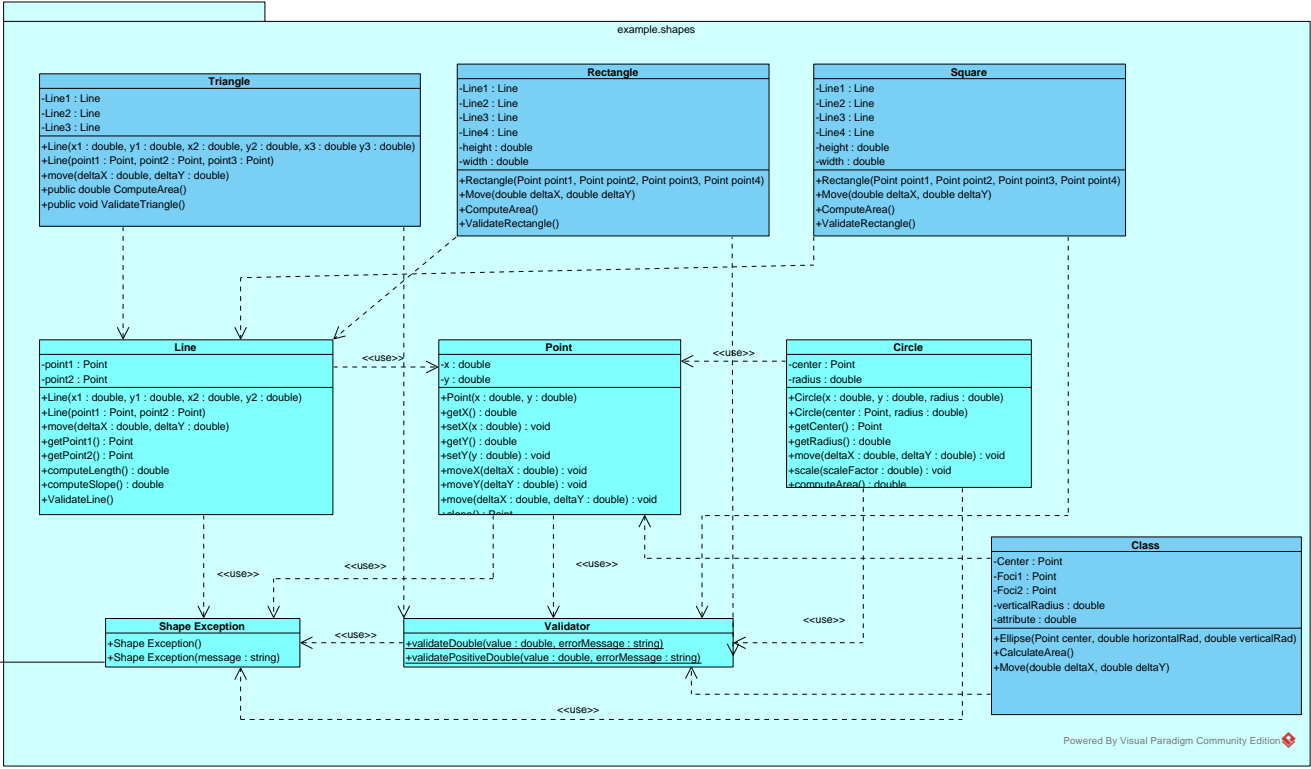 example.shapes
Triangle
-Line1 : Line
-Line2 : Line
-Line3 : Line
+Line(x1 : double, y1 : double, x2 : double, y2 : double, x3 : double y3 : double)
+Line(point1 : Point, point2 : Point, point3 : Point)
+move(deltaX : double, deltaY : double)
+public double ComputeArea()
+public void ValidateTriangle()
Rectangle
-Line1 : Line
-Line2 : Line
-Line3 : Line
-Line4 : Line
-height : double
-width : double
+Rectangle(Point point1, Point point2, Point point3, Point point4)
+Move(double deltaX, double deltaY)
+ComputeArea()
+ValidateRectangle()
Square
-Line1 : Line
-Line2 : Line
-Line3 : Line
-Line4 : Line
-height : double
-width : double
+Rectangle(Point point1, Point point2, Point point3, Point point4)
+Move(double deltaX, double deltaY)
+ComputeArea()
+ValidateRectangle()
Line
-point1 : Point
-point2 : Point
+Line(x1 : double, y1 : double, x2 : double, y2 : double)
+Line(point1 : Point, point2 : Point)
+move(deltaX : double, deltaY : double)
+getPoint1() : Point
+getPoint2() : Point
+computeLength() : double
+computeSlope() : double
+ValidateLine()
<<use>>
Point
-x : double
-y : double
+Point(x : double, y : double)
+getX() : double
+setX(x : double) : void
+getY() : double
+setY(y : double) : void
+moveX(deltaX : double) : void
+moveY(deltaY : double) : void
+move(deltaX : double, deltaY : double) : void
+clone() : Point
<<use>>
Circle
-center : Point
-radius : double
+Circle(x : double, y : double, radius : double)
+Circle(center : Point, radius : double)
+getCenter() : Point
+getRadius() : double
+move(deltaX : double, deltaY : double) : void
+scale(scaleFactor : double) : void
+computeArea() : double
<<use>>
<<use>>
<<use>>
Class
-Center : Point
-Foci1 : Point
-Foci2 : Point
-verticalRadius : double
-attribute : double
+Ellipse(Point center, double horizontalRad, double verticalRad)
+CalculateArea()
+Move(double deltaX, double deltaY)
Shape Exception
+Shape Exception()
+Shape Exception(message : string)
<<use>>
Validator
+validateDouble(value : double, errorMessage : string)
+validatePositiveDouble(value : double, errorMessage : string)
<<use>>
<<use>>
Powered By Visual Paradigm Community Edition